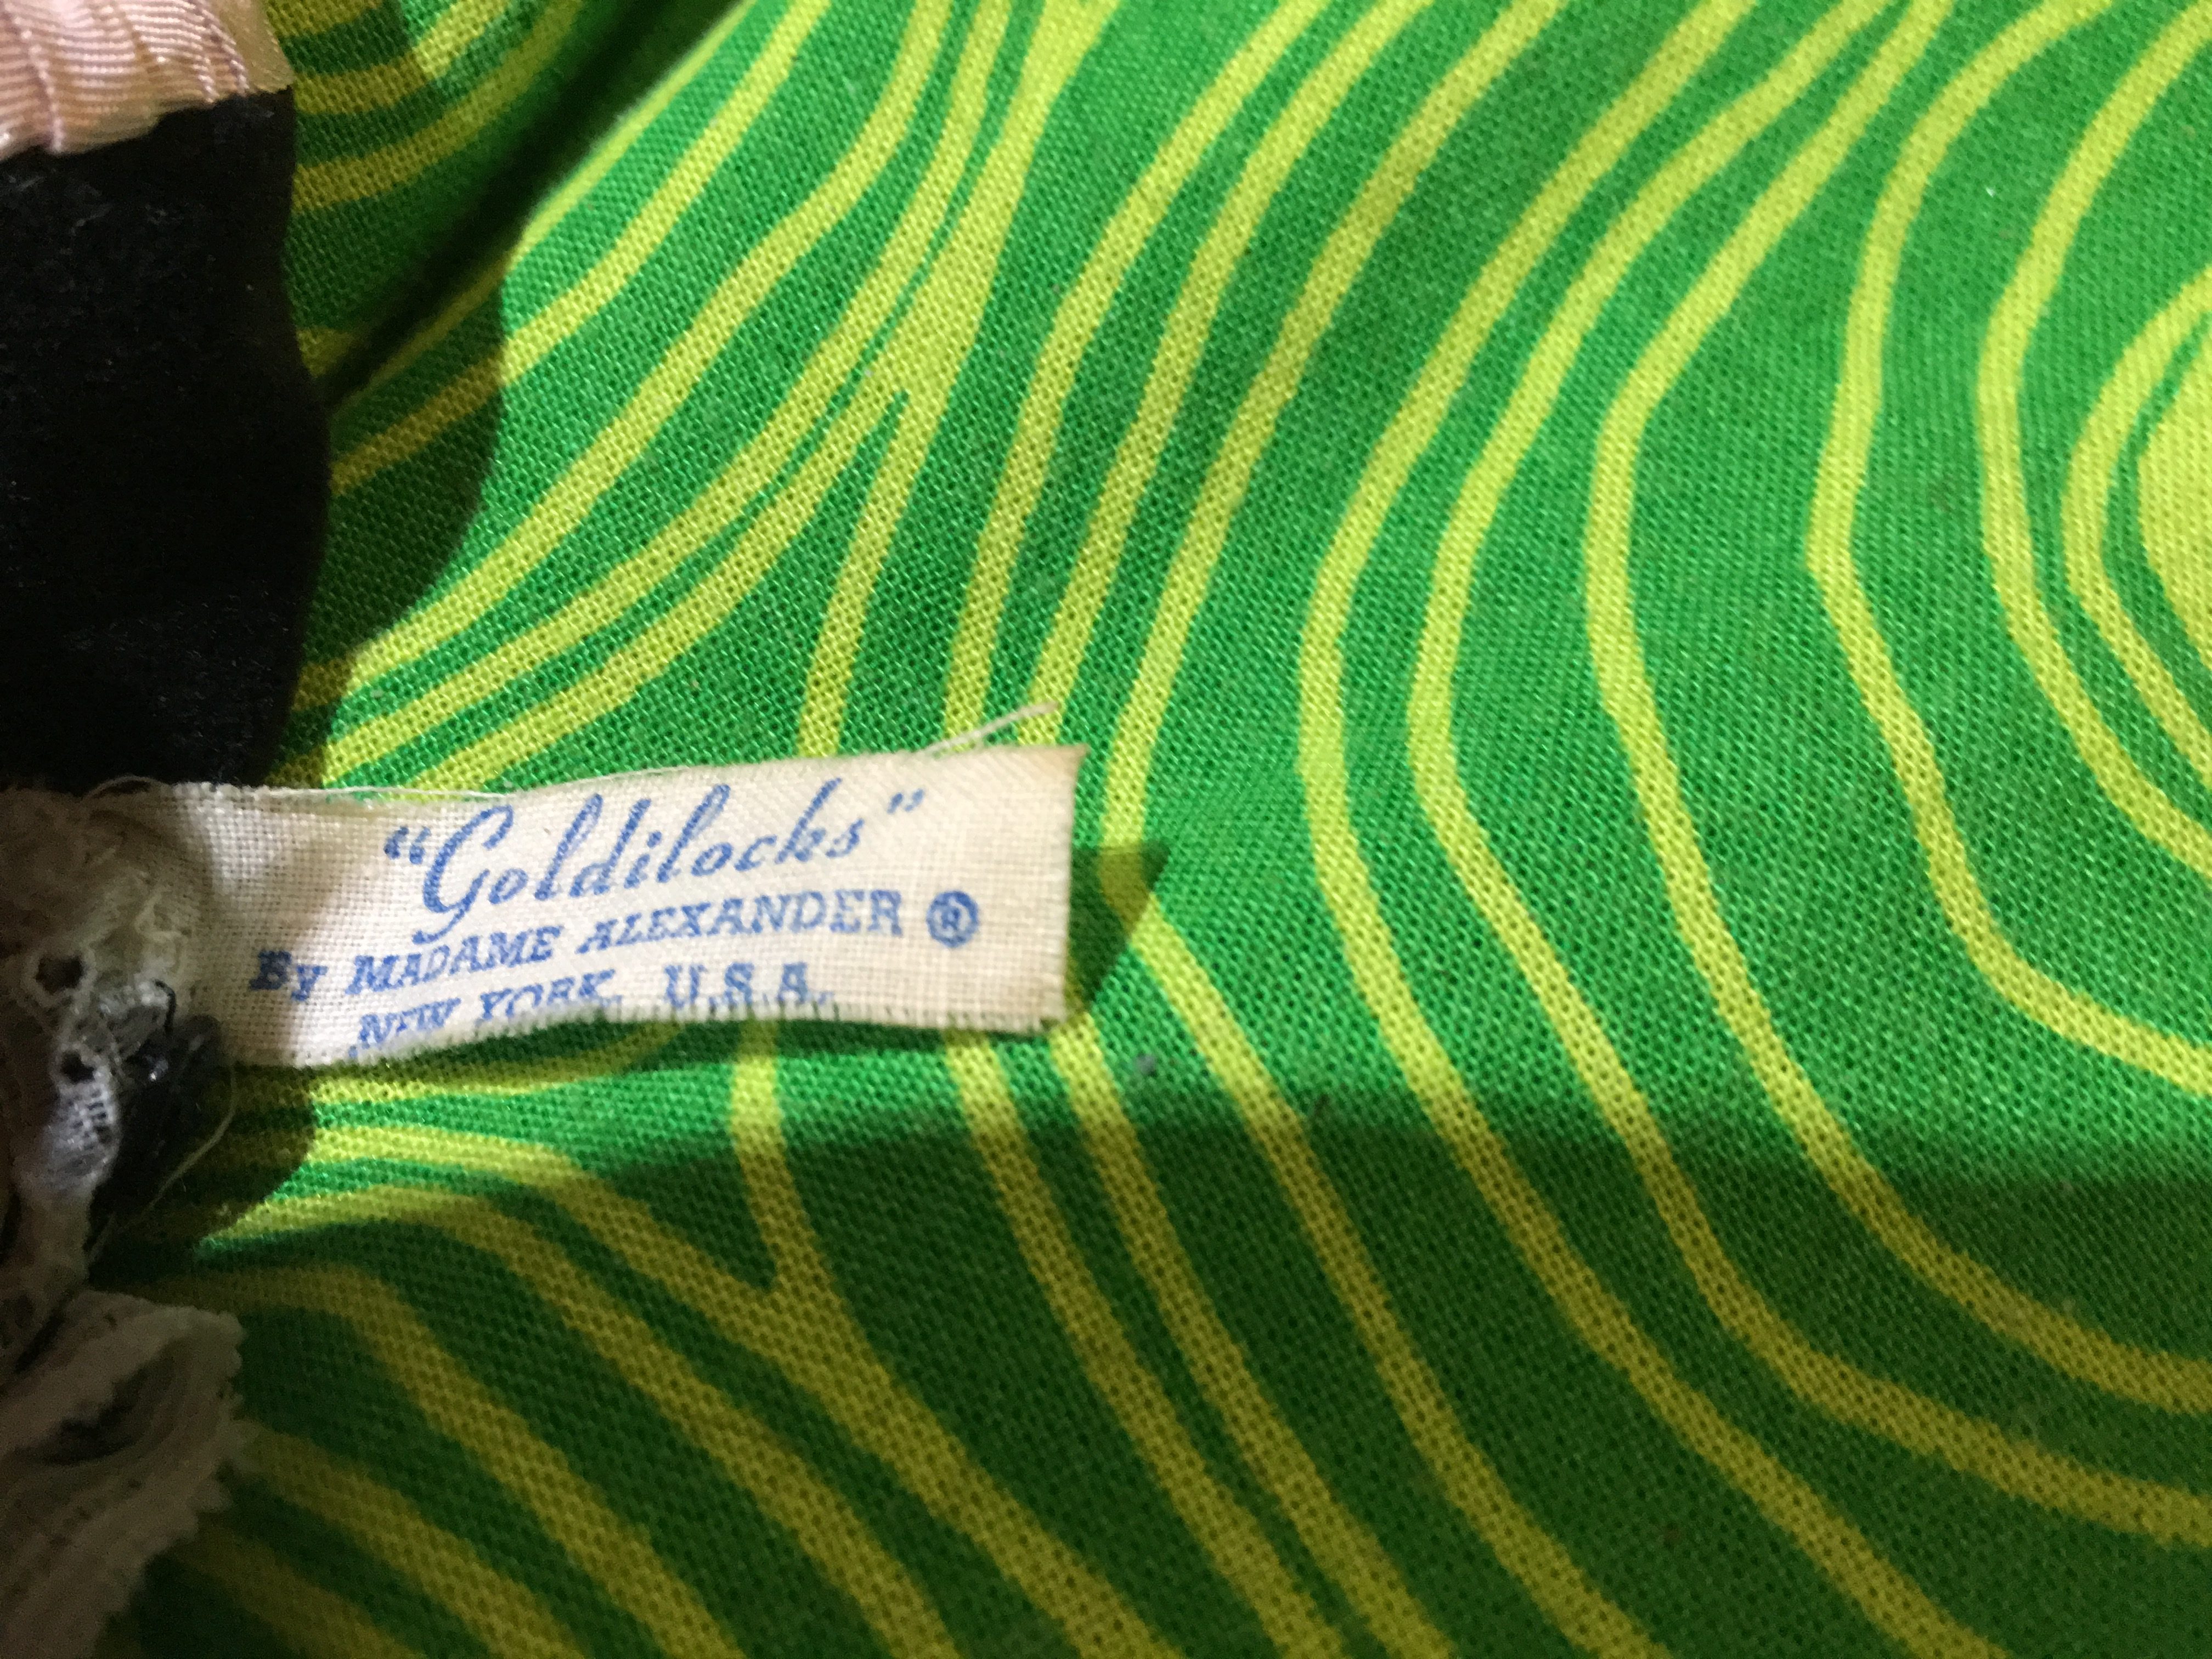 “Goldilocks”
By MADAME ALEXANDER ®
NEW YORK U.S.A.